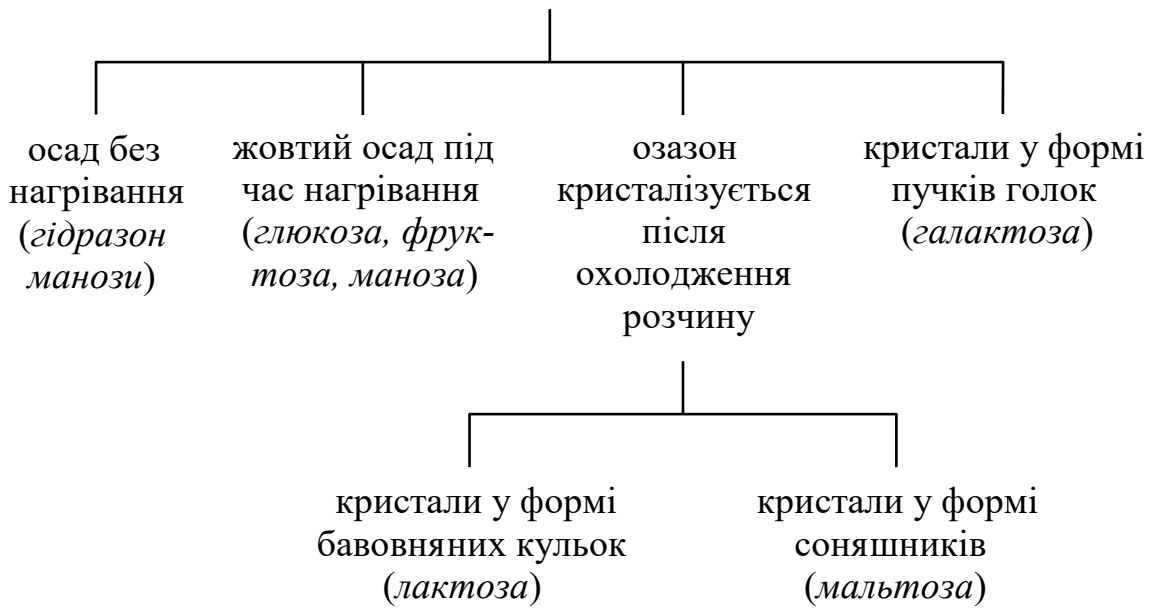 осад без
нагрівання
(гідразон
манози)
жовтий осад під
час нагрівання
(глюкоза, фрук-
тоза, маноза)
озазон
кристалізується
після
охолодження
розчину
кристали у формі
пучків голок
(галактоза)
кристали у формі
бавовняних кульок
(лактоза)
кристали у формі
соняшників
(мальтоза)